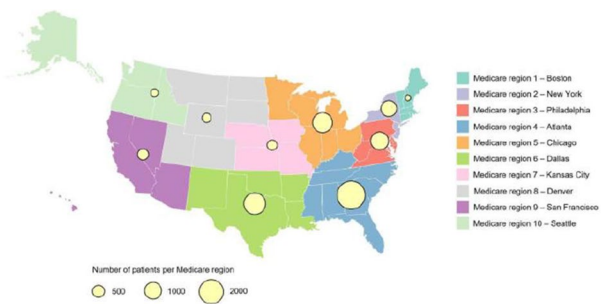 Medicare region 1 – Boston
Medicare region 2 – New York
Medicare region 3 – Philadelphia
Medicare region 4 – Atlanta
Medicare region 5 – Chicago
Medicare region 6 – Dallas
Medicare region 7 – Kansas City
Medicare region 8 – Denver
Medicare region 9 – San Francisco
Medicare region 10 – Seattle
Number of patients per Medicare region
500 1000 2000